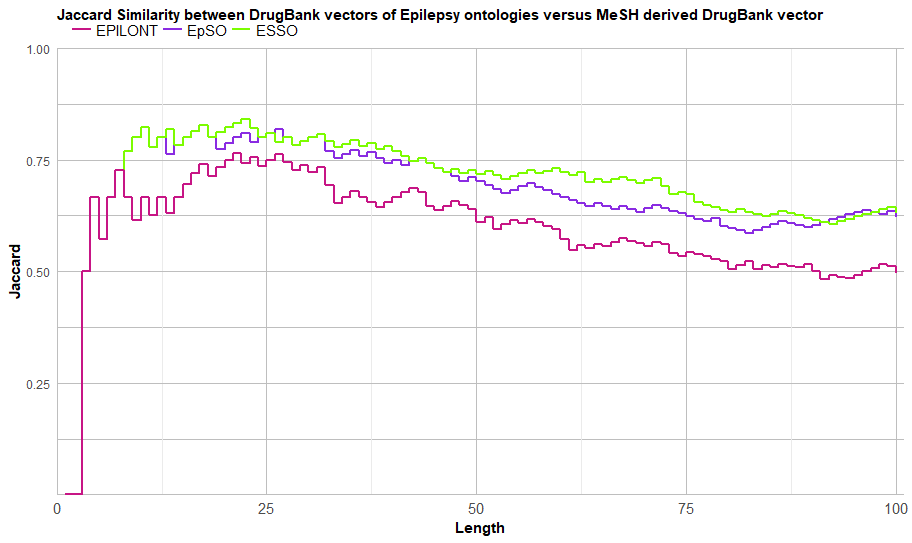 Jaccard Similarity between DrugBank vectors of Epilepsy ontologies versus MeSH derived DrugBank vector
EPILONT EpSO ESSO
1.00
0.75
0.50
0.25
Jaccard
0 25 50 75 100
Length